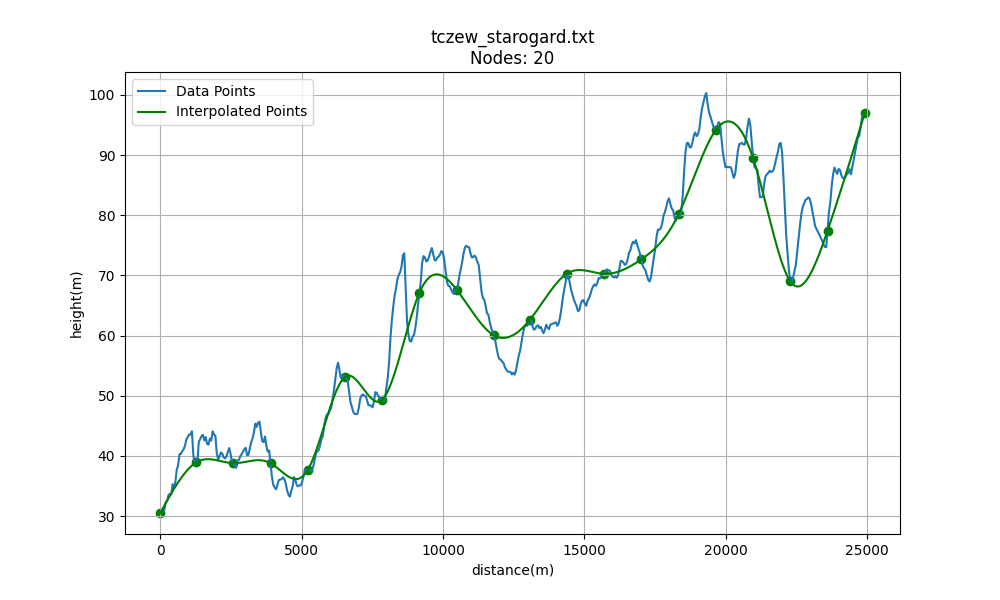 tczew_starogard.txt
Nodes: 20
Data Points
Interpolated Points
height(m)
100
90
80
70
60
50
40
30
0
5000
10000
15000
20000
25000
distance(m)